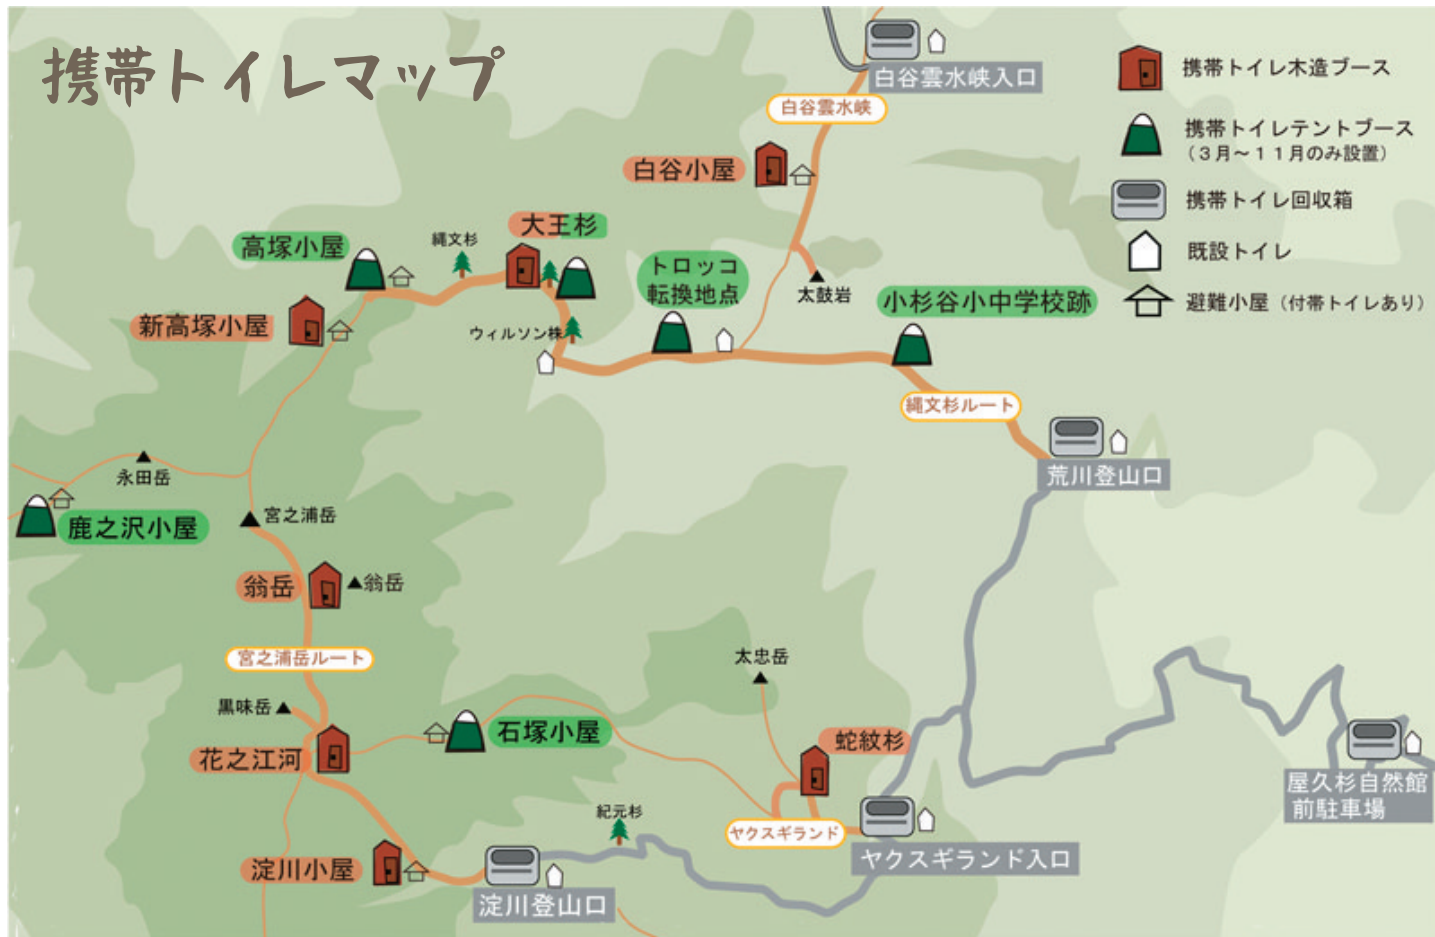 携帯トイレマップ
白谷雲水峡入口
白谷雲水峡
携帯トイレ木造ブース
携帯トイレテントブース
（３月～１１月のみ設置）
携帯トイレ回収箱
既設トイレ
避難小屋（付帯トイレあり）
白谷小屋
大王杉
縄文杉
高塚小屋
トロッコ
転換地点
太鼓岩
小杉谷小中学校跡
新高塚小屋
ウィルソン株
縄文杉ルート
荒川登山口
永田岳
鹿之沢小屋
宮之浦岳
翁岳
翁岳
宮之浦岳ルート
太忠岳
黒味岳
石塚小屋
花之江河
蛇紋杉
屋久杉自然館
前駐車場
紀元杉
ヤクスギランド
ヤクスギランド入口
淀川小屋
淀川登山口